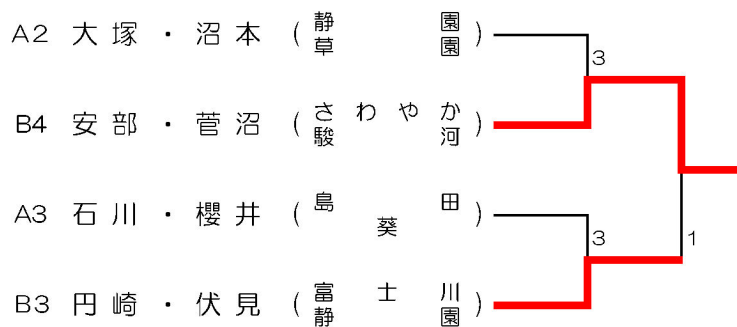 A2 大塚・沼本 (静園 草園) 3
B4 安部・菅沼 (さわやか 駿河)
A3 石川・櫻井 (島田 葵) 3 1
B3 円崎・伏見 (富士川 静園)